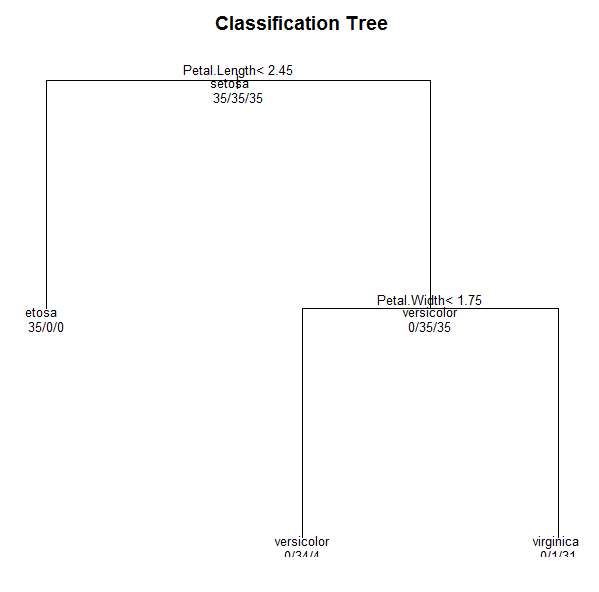 Classification Tree
Petal.Length< 2.45
setosa
35/35/35
etosa
35/0/0
Petal.Width< 1.75
versicolor
0/35/35
versicolor
0/34/4
virginica
0/1/31